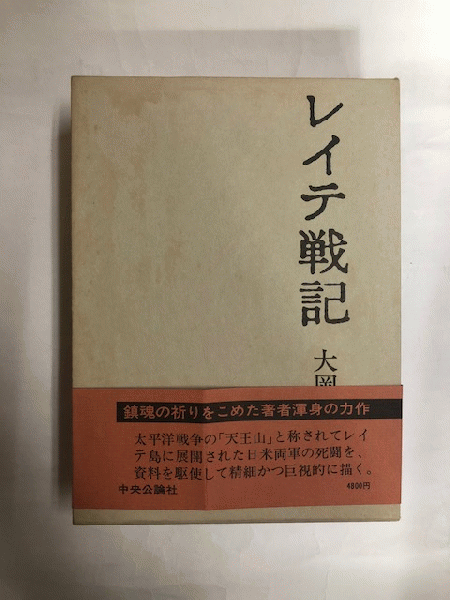 レイテ戦記
大岡
鎮魂の祈りをこめた著者渾身の力作
太平洋戦争の「天王山」と称されてレイ
テ島に展開された日米両軍の死闘を、
資料を駆使して精細かつ巨視的に描く。
中央公論社
4800円